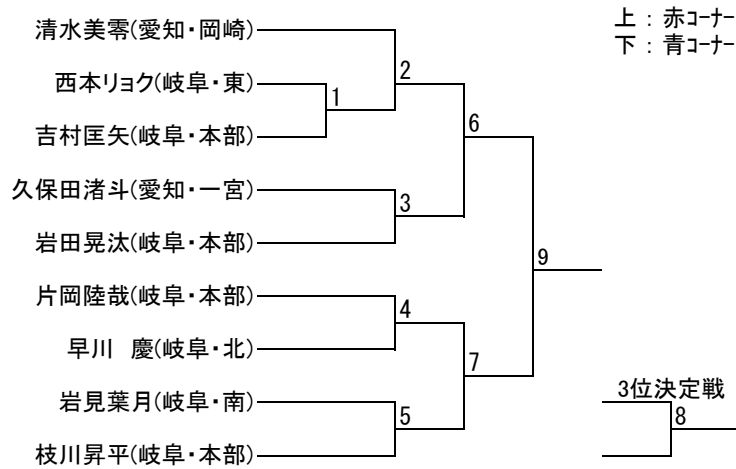 上：赤ｺｰﾅｰ
下：青ｺｰﾅｰ
清水美零(愛知・岡崎)
西本リョク(岐阜・東)
吉村匡矢(岐阜・本部)
久保田渚斗(愛知・一宮)
岩田晃汰(岐阜・本部)
片岡陸哉(岐阜・本部)
早川　慶(岐阜・北)
岩見葉月(岐阜・南)
枝川昇平(岐阜・本部)
1
2
3
4
5
6
7
9
3位決定戦
8